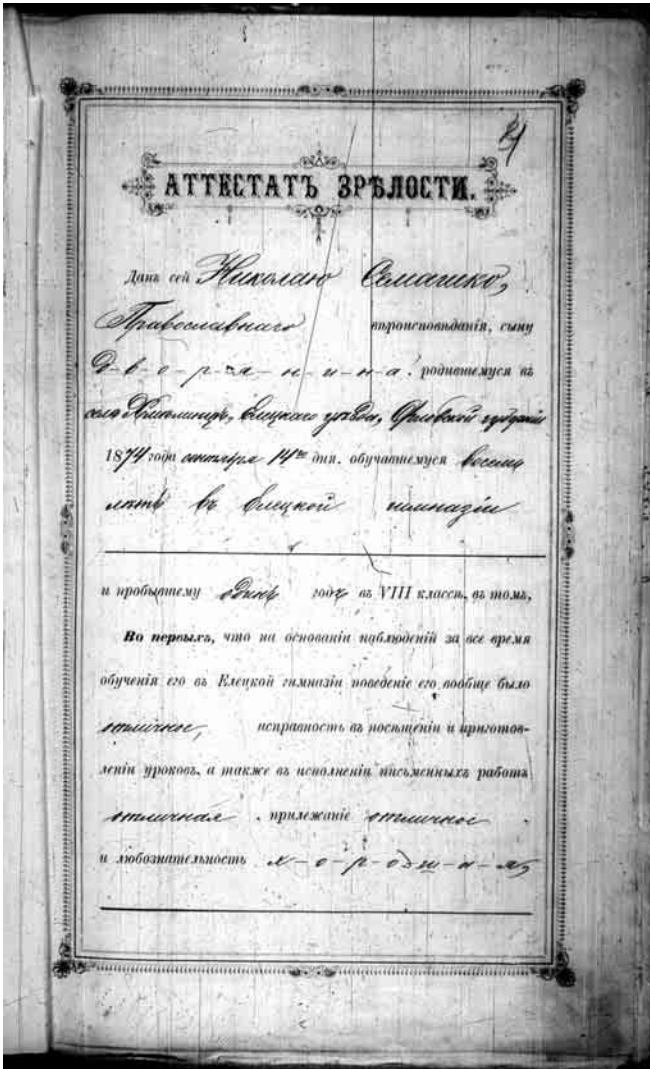 21
АТТЕСТАТЪ ЗРѢЛОСТИ.
Данъ сей Николаю Семашко,
Православнаго вѣроисповѣданія, сыну
д-в-о-р-я-н-и-н-а, родившемуся въ
селѣ Елецкаго уѣзда, Орловской губерніи
1874 года сентября 14го дня, обучавшемуся восемь
лѣтъ въ Елецкой гимназіи
и пробывшему одинъ годъ въ VIII классѣ, въ томъ,
Во первыхъ, что на основаніи наблюденій за все время
обученія его въ Елецкой гимназіи поведеніе его вообще было
отличное, исправность въ посѣщеніи и приготов-
леніи уроковъ, а также въ исполненіи письменныхъ работъ
отличная, прилежаніе отличное
и любознательность х-о-р-о-ш-а-я,